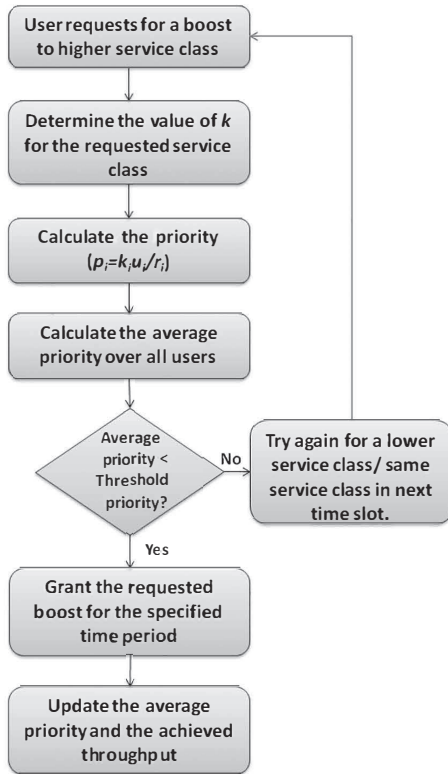 User requests for a boost
to higher service class
Determine the value of k
for the requested service
class
Calculate the priority
(pᵢ=kᵢuᵢ/rᵢ)
Calculate the average
priority over all users
Average
priority <
Threshold
priority?
No
Try again for a lower
service class/ same
service class in next
time slot.
Yes
Grant the requested
boost for the specified
time period
Update the average
priority and the achieved
throughput